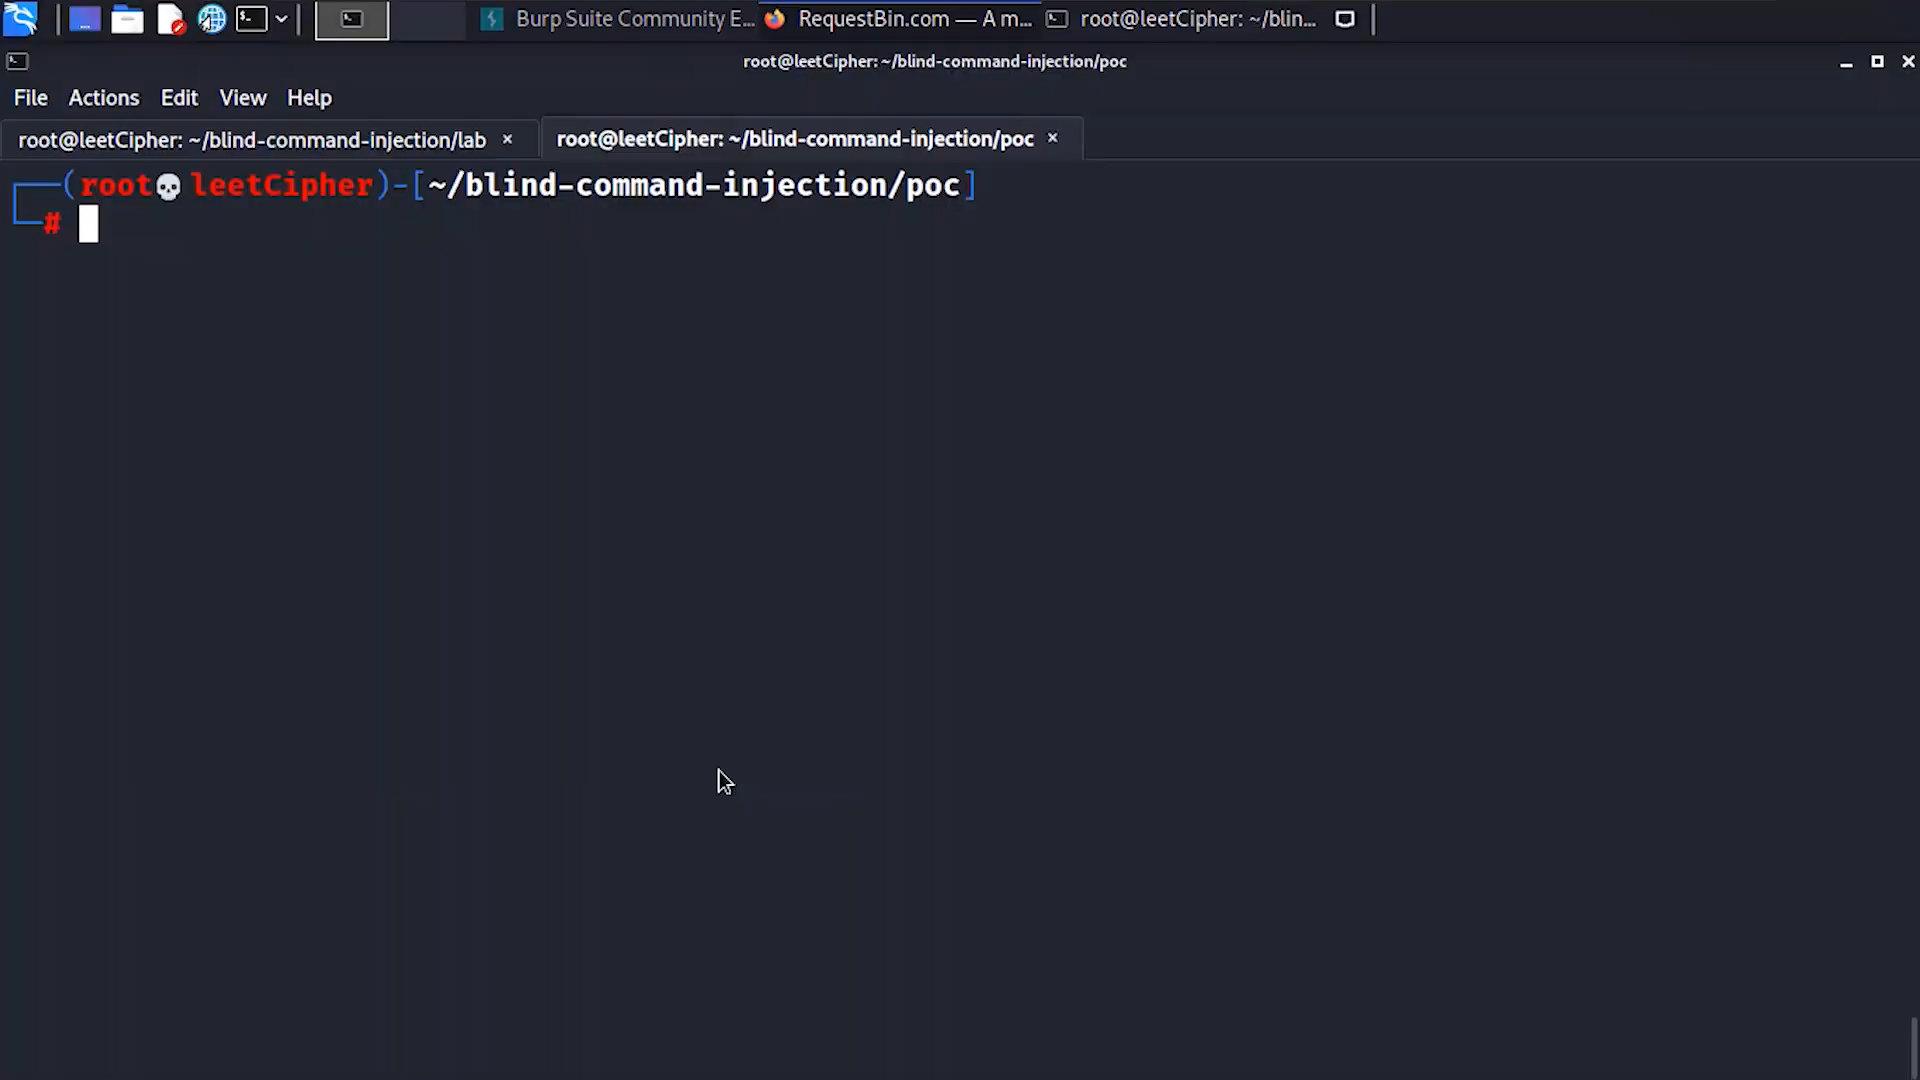 Burp Suite Community E...
RequestBin.com — A m...
root@leetCipher: ~/blin...
root@leetCipher: ~/blind-command-injection/poc
File Actions Edit View Help
root@leetCipher: ~/blind-command-injection/lab ×
root@leetCipher: ~/blind-command-injection/poc ×
(root💀leetCipher)-[~/blind-command-injection/poc]
#